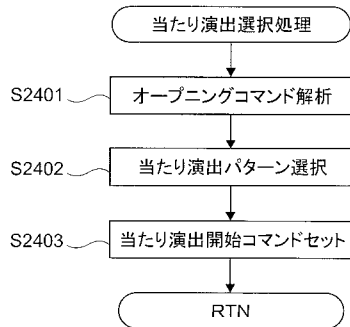 当たり演出選択処理
S2401 オープニングコマンド解析
S2402 当たり演出パターン選択
S2403 当たり演出開始コマンドセット
RTN